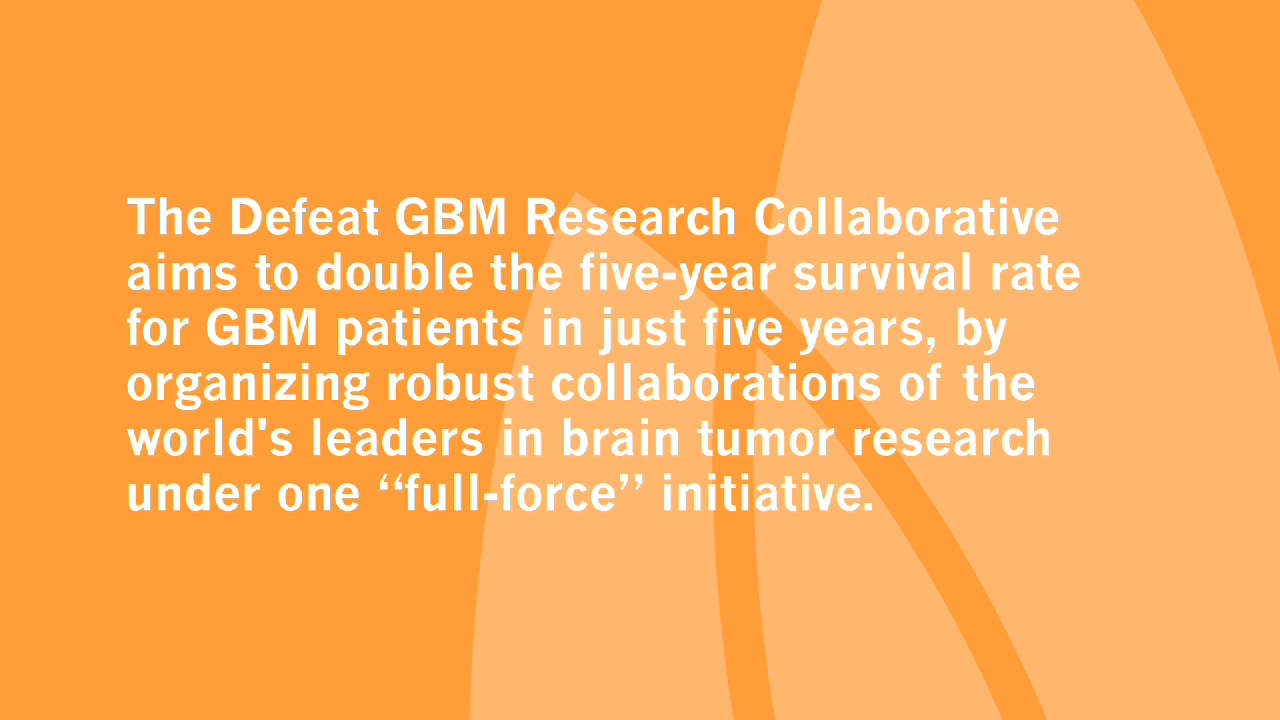 The Defeat GBM Research Collaborative
aims to double the five-year survival rate
for GBM patients in just five years, by
organizing robust collaborations of the
world's leaders in brain tumor research
under one “full-force” initiative.